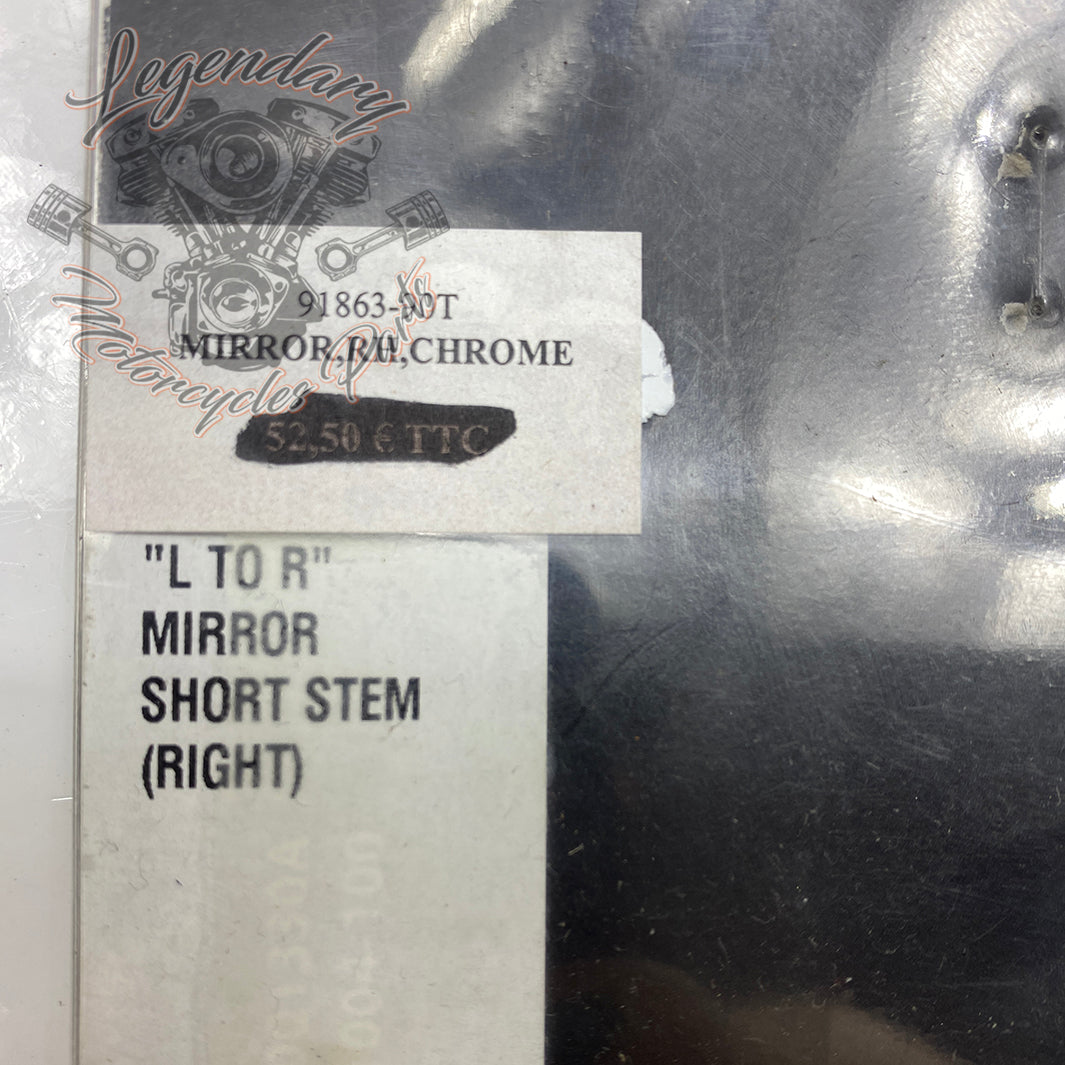 Legendary
Motorcycles Parts
91863-90T
MIRROR,RH,CHROME
52,50 € TTC
"L TO R"
MIRROR
SHORT STEM
(RIGHT)